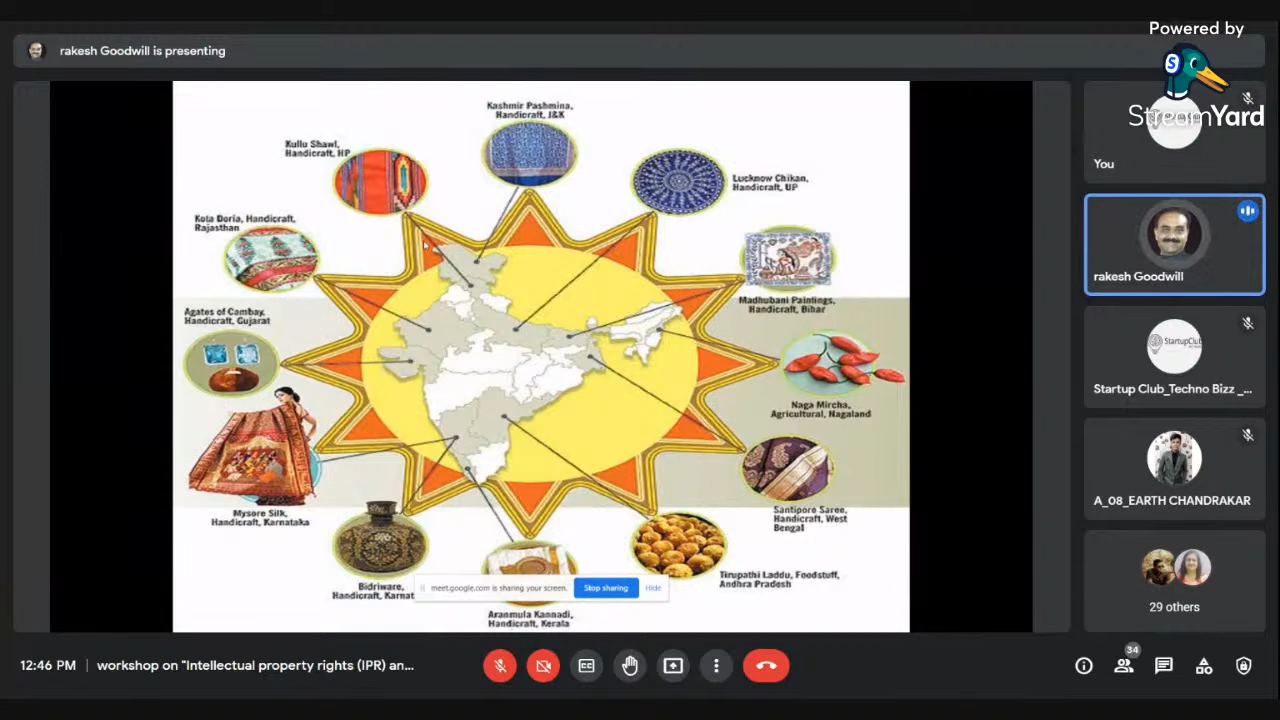 Powered by
StreamYard
rakesh Goodwill is presenting
Kashmir Pashmina,
Handicraft, J&K
Kullu Shawl,
Handicraft, HP
Lucknow Chikan,
Handicraft, UP
Kota Doria, Handicraft,
Rajasthan
Madhubani Paintings,
Handicraft, Bihar
Agates of Cambay,
Handicraft, Gujarat
Naga Mircha,
Agricultural, Nagaland
Mysore Silk,
Handicraft, Karnataka
Santipore Saree,
Handicraft, West
Bengal
Bidriware,
Handicraft, Karnat
Tirupathi Laddu, Foodstuff,
Andhra Pradesh
Aranmula Kannadi,
Handicraft, Kerala
meet.google.com is sharing your screen.
Stop sharing
Hide
You
rakesh Goodwill
StartupClub
Startup Club_Techno Bizz _...
A_08_EARTH CHANDRAKAR
29 others
12:46 PM
workshop on "Intellectual property rights (IPR) an...
34